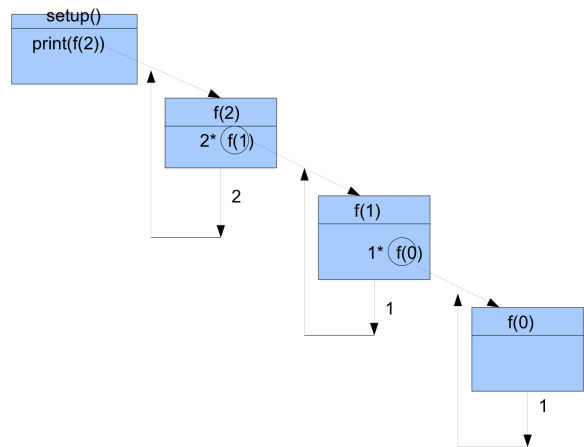 setup()
print(f(2))
f(2)
2* f(1)
2
f(1)
1* f(0)
1
f(0)
1